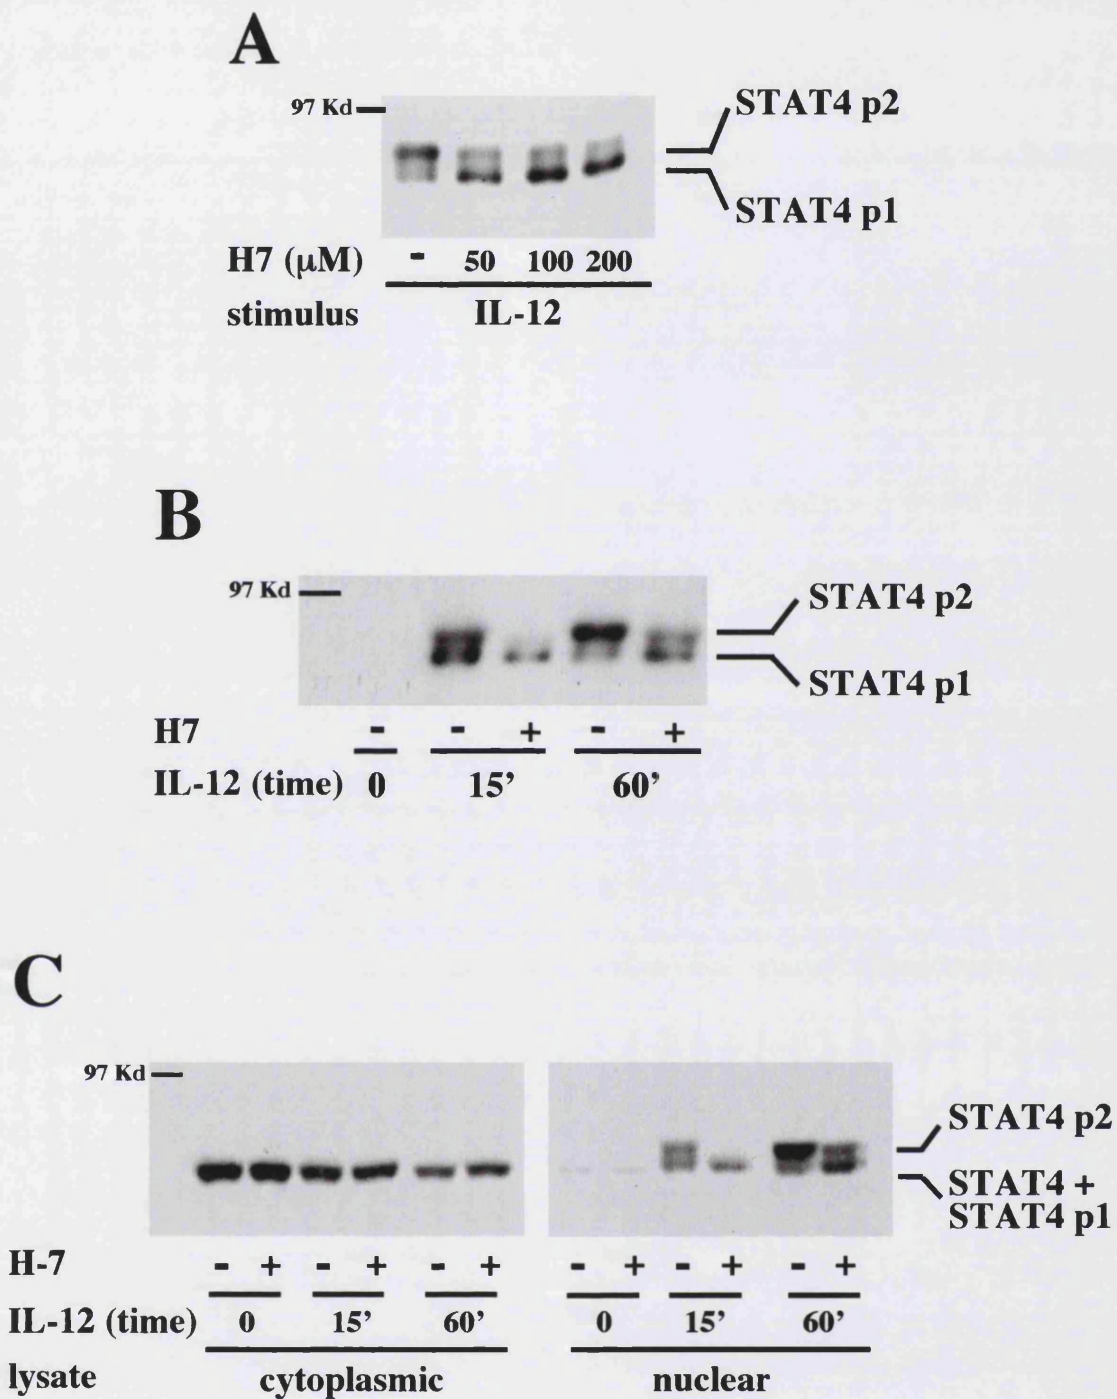 A
97 Kd
STAT4 p2
STAT4 p1
H7 (μM) - 50 100 200
stimulus IL-12
B
97 Kd
STAT4 p2
STAT4 p1
H7 - - + - +
IL-12 (time) 0 15' 60'
C
97 Kd
STAT4 p2
STAT4 +
STAT4 p1
H-7 - + - + - + - + - + - +
IL-12 (time) 0 15' 60' 0 15' 60'
lysate cytoplasmic nuclear